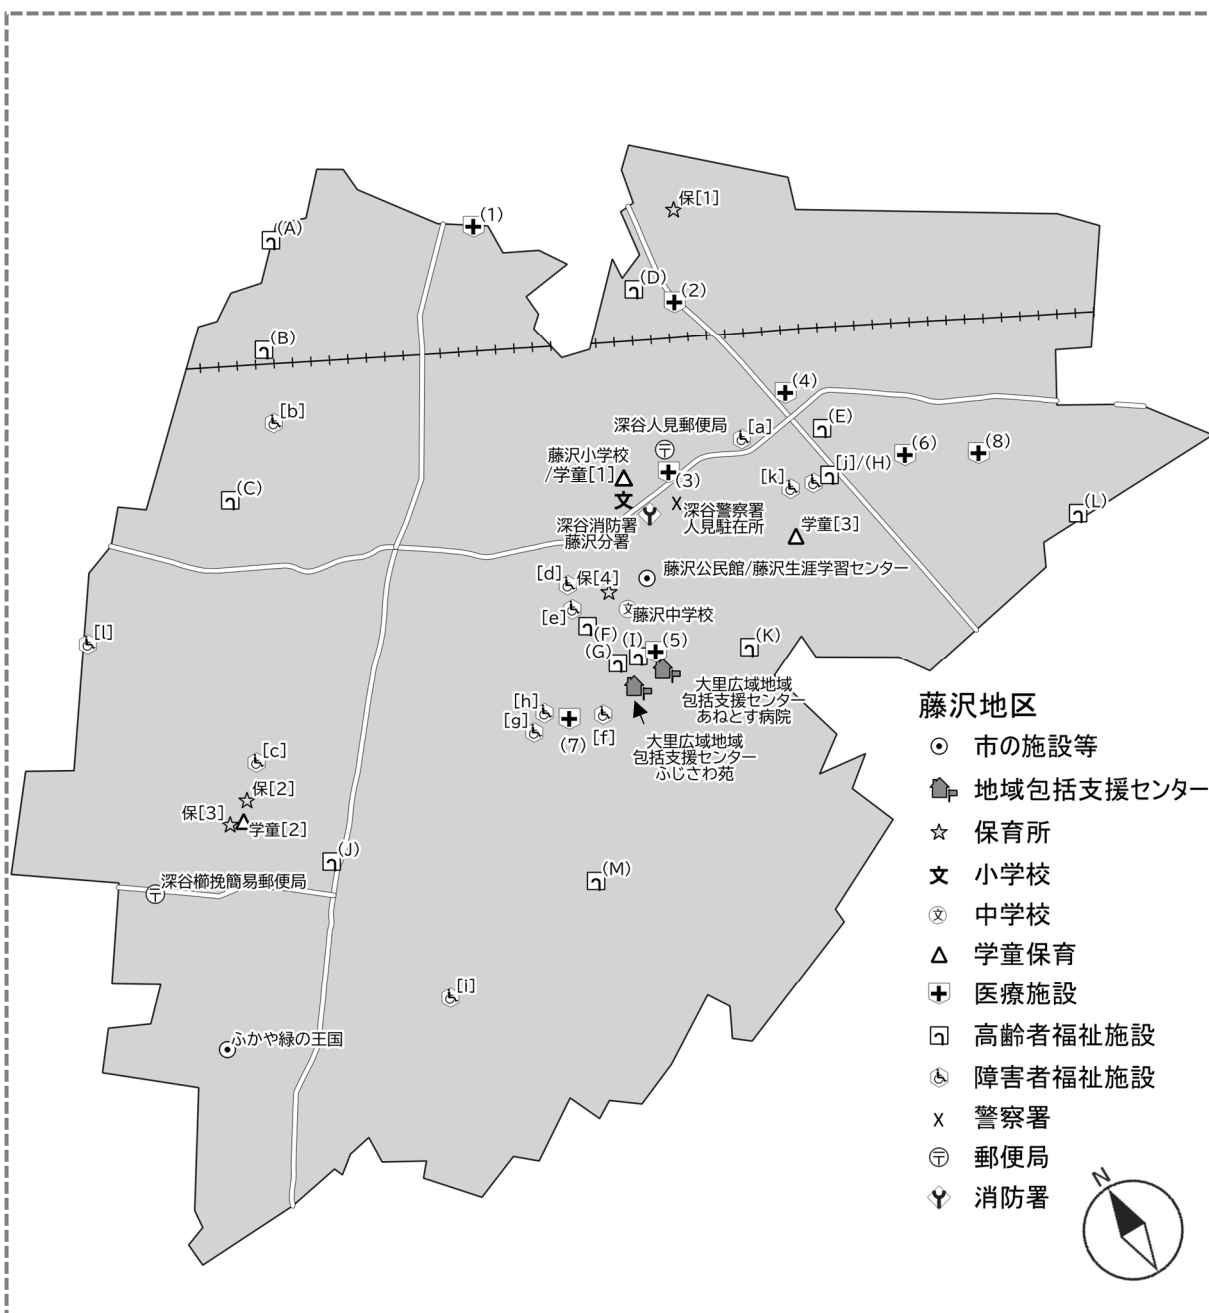 保[1]
(1)
(A)
(D)
(2)
(B)
(4)
[b]
深谷人見郵便局
[a]
(E)
藤沢小学校
/学童[1]
(3)
(6)
(8)
[j]/(H)
[k]
(C)
深谷消防署
藤沢分署
深谷警察署
人見駐在所
(L)
学童[3]
藤沢公民館/藤沢生涯学習センター
[d]
保[4]
[e]
文
藤沢中学校
(F)
[l]
(G)
(I)
(5)
(K)
大里広域地域
包括支援センター
あねとす病院
[h]
[g]
(7)
[f]
大里広域地域
包括支援センター
ふじさわ苑
[c]
保[2]
保[3]
学童[2]
(J)
深谷櫛挽簡易郵便局
(M)
[i]
ふかや緑の王国
藤沢地区
市の施設等
地域包括支援センター
保育所
文 小学校
文 中学校
学童保育
医療施設
高齢者福祉施設
障害者福祉施設
X 警察署
〒 郵便局
消防署
N